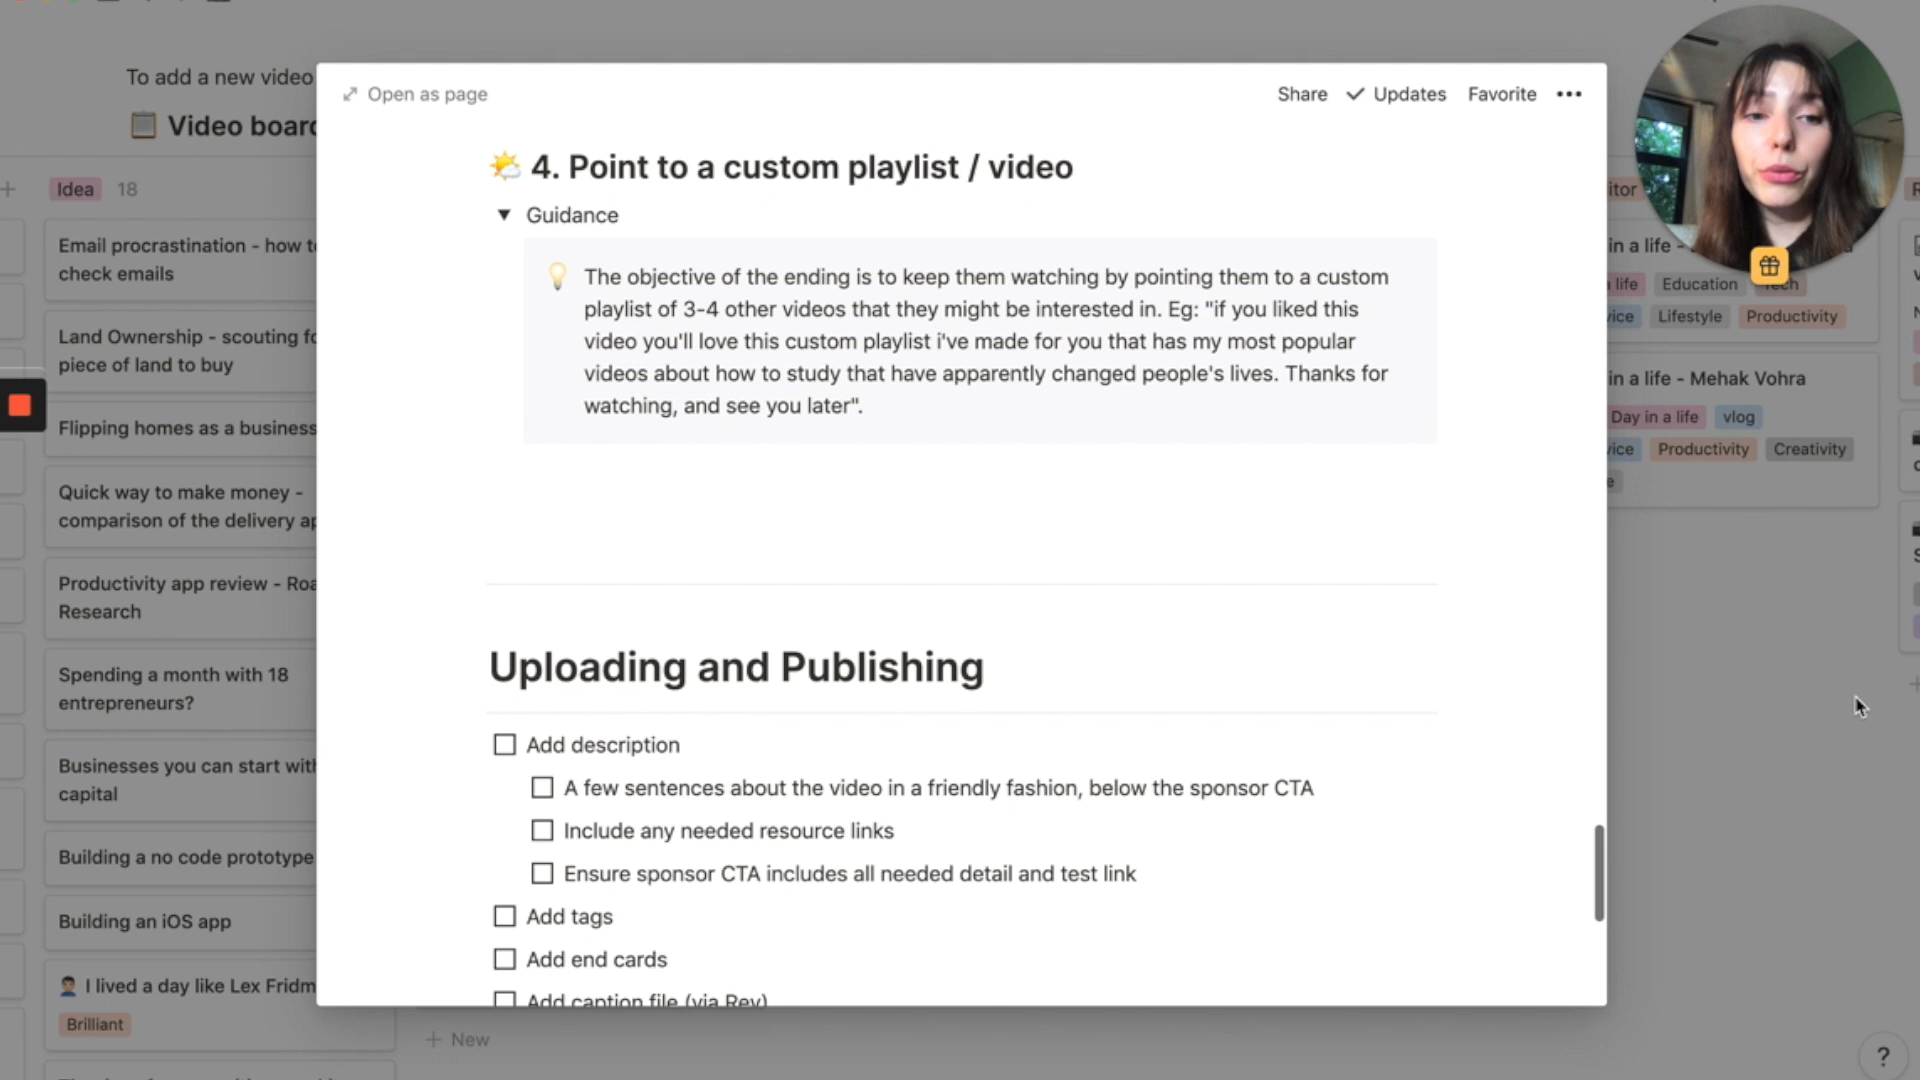 To add a new video
Video board
Idea 18
Email procrastination - how to
check emails
Land Ownership - scouting fo
piece of land to buy
Flipping homes as a business
Quick way to make money -
comparison of the delivery ap
Productivity app review - Roa
Research
Spending a month with 18
entrepreneurs?
Businesses you can start with
capital
Building a no code prototype
Building an iOS app
I lived a day like Lex Fridm
Brilliant
+ New
Open as page
Share Updates Favorite •••
4. Point to a custom playlist / video
Guidance
The objective of the ending is to keep them watching by pointing them to a custom
playlist of 3-4 other videos that they might be interested in. Eg: "if you liked this
video you'll love this custom playlist i've made for you that has my most popular
videos about how to study that have apparently changed people's lives. Thanks for
watching, and see you later".
Uploading and Publishing
Add description
A few sentences about the video in a friendly fashion, below the sponsor CTA
Include any needed resource links
Ensure sponsor CTA includes all needed detail and test link
Add tags
Add end cards
Add caption file (via Rev)
itor
in a life -
life Education Tech
vice Lifestyle Productivity
in a life - Mehak Vohra
Day in a life vlog
vice Productivity Creativity
e
?